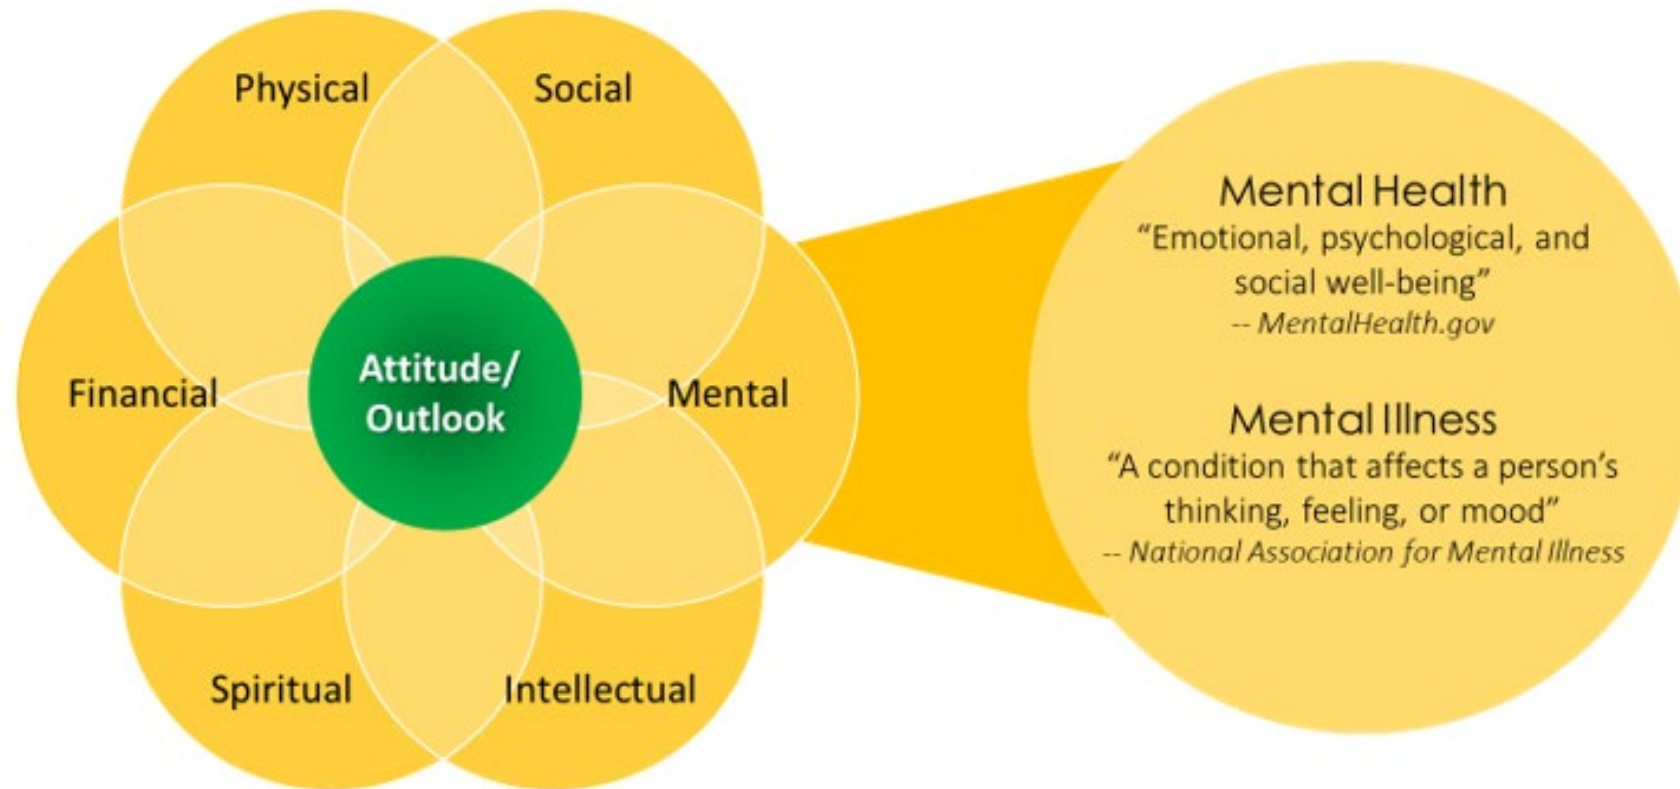 Physical
Social
Financial
Attitude/
Outlook
Mental
Spiritual
Intellectual
Mental Health
“Emotional, psychological, and
social well-being”
-- MentalHealth.gov
Mental Illness
“A condition that affects a person’s
thinking, feeling, or mood”
-- National Association for Mental Illness